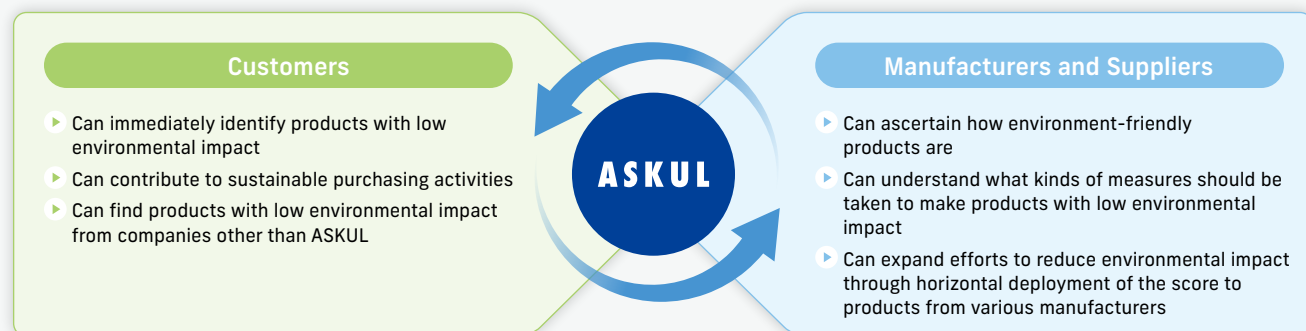 Customers
Can immediately identify products with low
environmental impact
Can contribute to sustainable purchasing activities
Can find products with low environmental impact
from companies other than ASKUL
ASKUL
Manufacturers and Suppliers
Can ascertain how environment-friendly
products are
Can understand what kinds of measures should be
taken to make products with low environmental
impact
Can expand efforts to reduce environmental impact
through horizontal deployment of the score to
products from various manufacturers